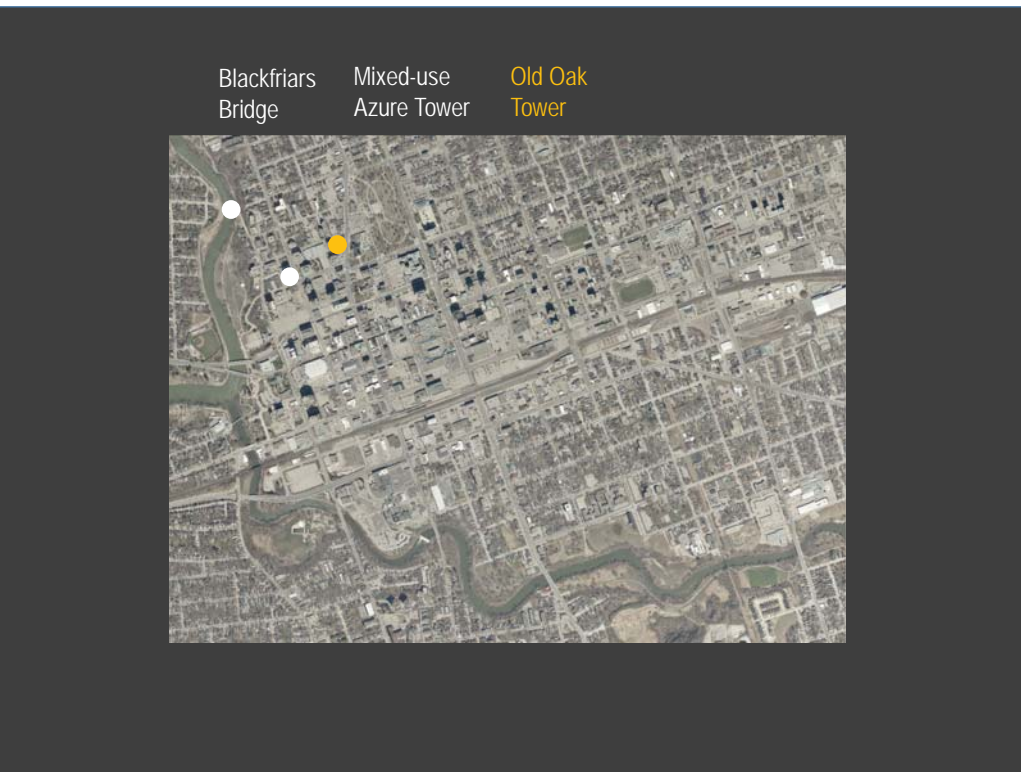 Blackfriars
Bridge
Mixed-use
Azure Tower
Old Oak
Tower